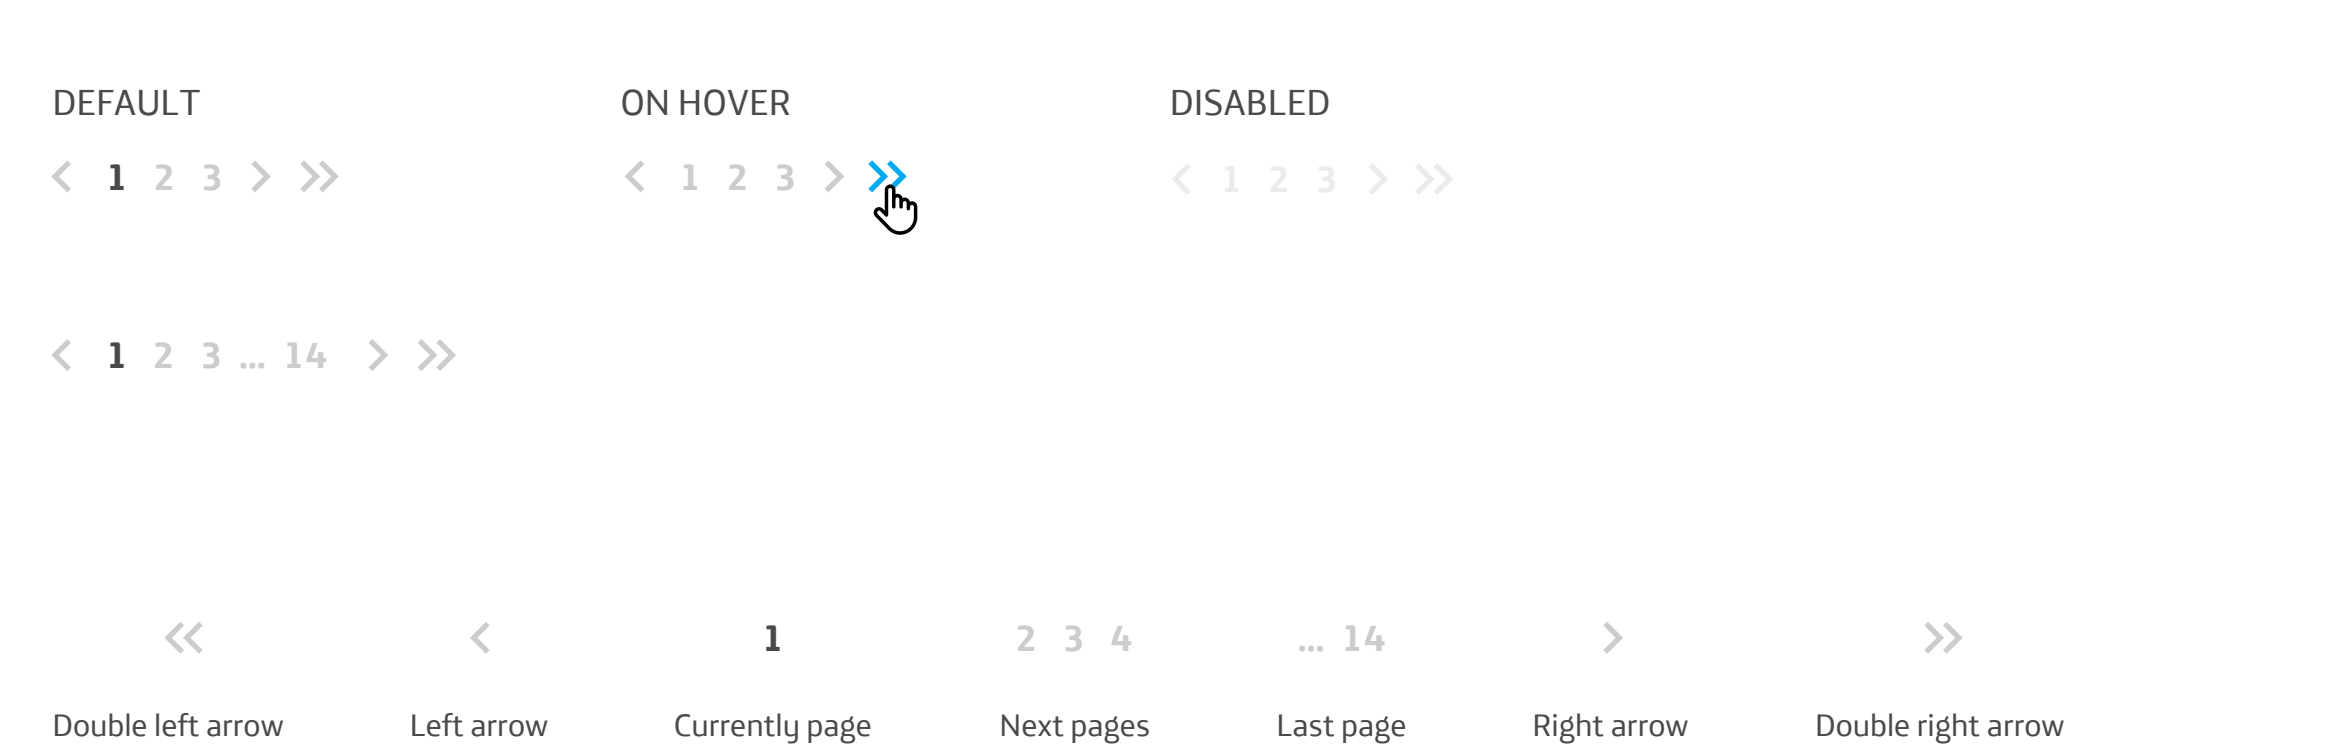 DEFAULT ON HOVER DISABLED
< 1 2 3 > >> < 1 2 3 > >> < 1 2 3 > >>
< 1 2 3 ... 14 > >>
<< < 1 2 3 4 ... 14 > >>
Double left arrow Left arrow Currently page Next pages Last page Right arrow Double right arrow